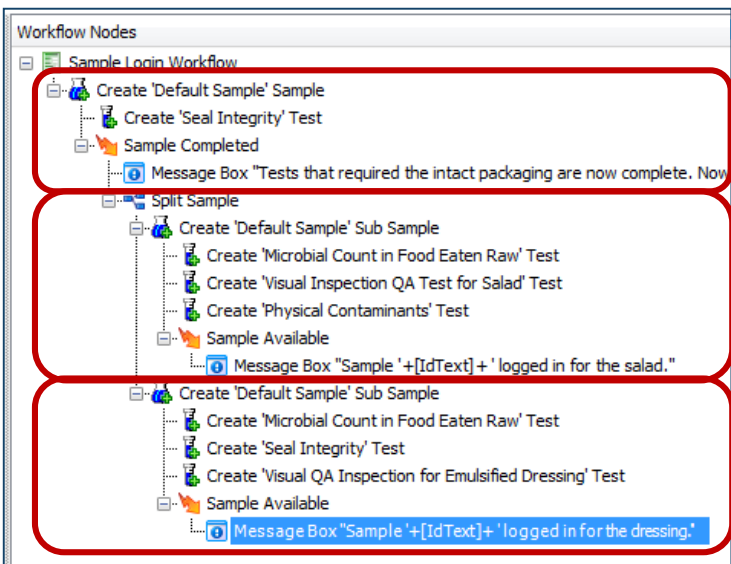 Workflow Nodes
Sample Login Workflow
Create 'Default Sample' Sample
Create 'Seal Integrity' Test
Sample Completed
Message Box "Tests that required the intact packaging are now complete. Now
Split Sample
Create 'Default Sample' Sub Sample
Create 'Microbial Count in Food Eaten Raw' Test
Create 'Visual Inspection QA Test for Salad' Test
Create 'Physical Contaminants' Test
Sample Available
Message Box "Sample '+[IdText]+ ' logged in for the salad."
Create 'Default Sample' Sub Sample
Create 'Microbial Count in Food Eaten Raw' Test
Create 'Seal Integrity' Test
Create 'Visual QA Inspection for Emulsified Dressing' Test
Sample Available
Message Box "Sample '+[IdText]+ ' logged in for the dressing."